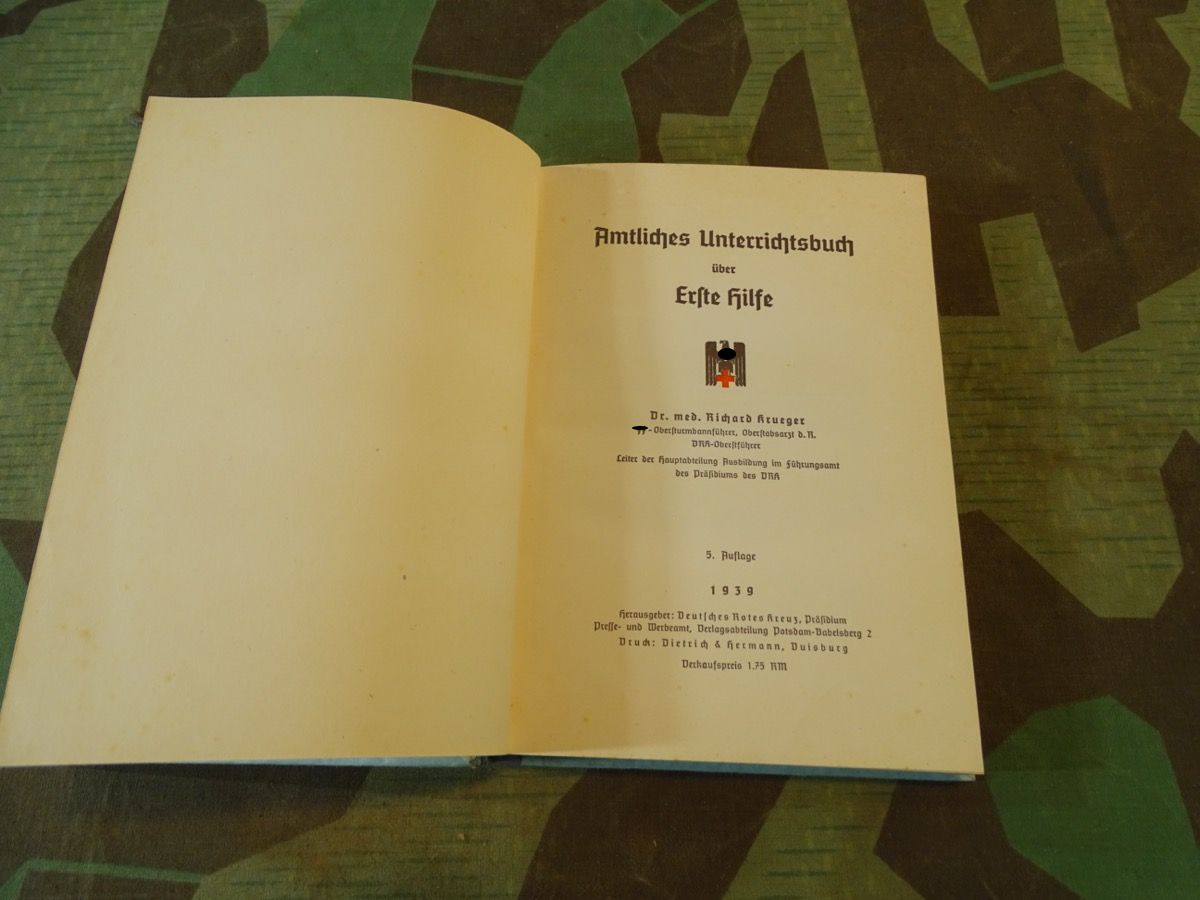 Amtliches Unterrichtsbuch
über
Erste Hilfe
Dr. med. Richard Krueger
-Obersturmbannführer, Oberstabsarzt d. R.
DRK-Oberstführer
Leiter der Hauptabteilung Ausbildung im Führungsamt
des Präsidiums des DRK
5. Auflage
1939
Herausgeber: Deutsches Rotes Kreuz, Präsidium
Presse- und Werbeamt, Verlagsabteilung Potsdam-Babelsberg 2
Druck: Dietrich & Hermann, Duisburg
Verkaufspreis 1.75 RM